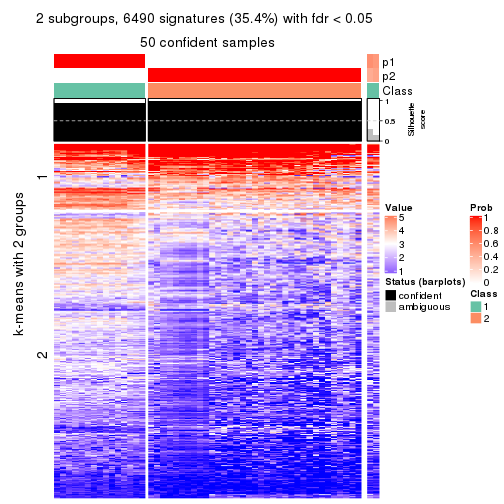 2 subgroups, 6490 signatures (35.4%) with fdr < 0.05
50 confident samples
p1
p2
Class
1
0.5
0
Silhouette
score
k-means with 2 groups
1
2
Value
5
4
3
2
1
Status (barplots)
confident
ambiguous
Prob
1
0.8
0.6
0.4
0.2
0
Class
1
2